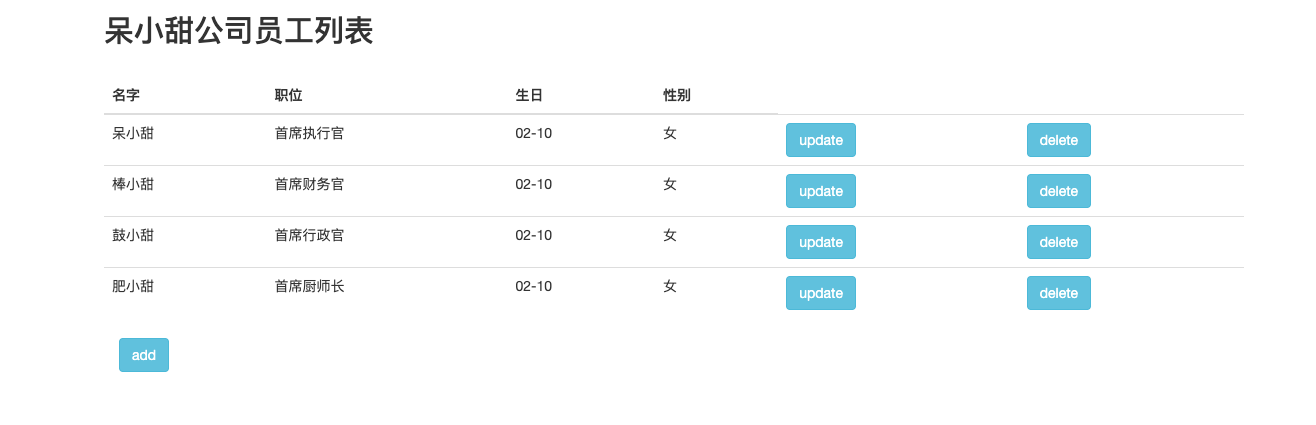 呆小甜公司员工列表
名字 职位 生日 性别
呆小甜 首席执行官 02-10 女 update delete
棒小甜 首席财务官 02-10 女 update delete
鼓小甜 首席行政官 02-10 女 update delete
肥小甜 首席厨师长 02-10 女 update delete
add